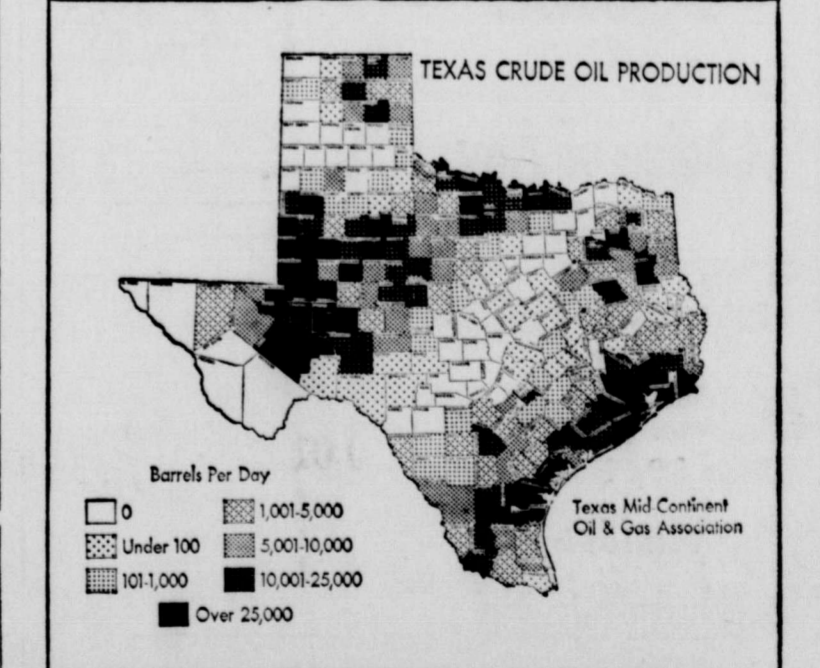 TEXAS CRUDE OIL PRODUCTION
Barrels Per Day
0
Under 100
101-1,000
1,001-5,000
5,001-10,000
10,001-25,000
Over 25,000
Texas Mid-Continent
Oil & Gas Association